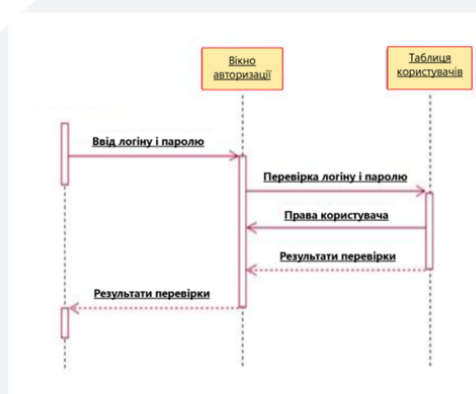 Вікно
авторизації
Таблиця
користувачів
Ввід логіну і паролю
Перевірка логіну і паролю
Права користувача
Результати перевірки
Результати перевірки